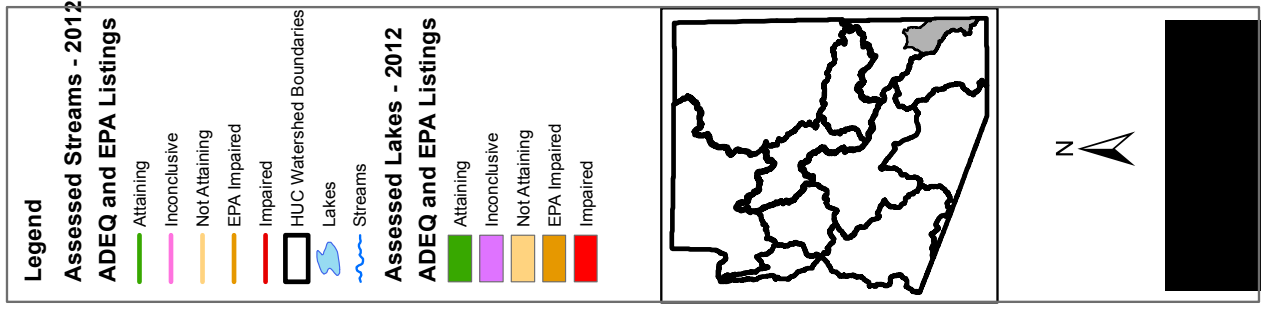 Legend
Assessed Streams - 2012
ADEQ and EPA Listings
Attaining
Inconclusive
Not Attaining
EPA Impaired
Impaired
HUC Watershed Boundaries
Lakes
Streams
Assessed Lakes - 2012
ADEQ and EPA Listings
Attaining
Inconclusive
Not Attaining
EPA Impaired
Impaired
N